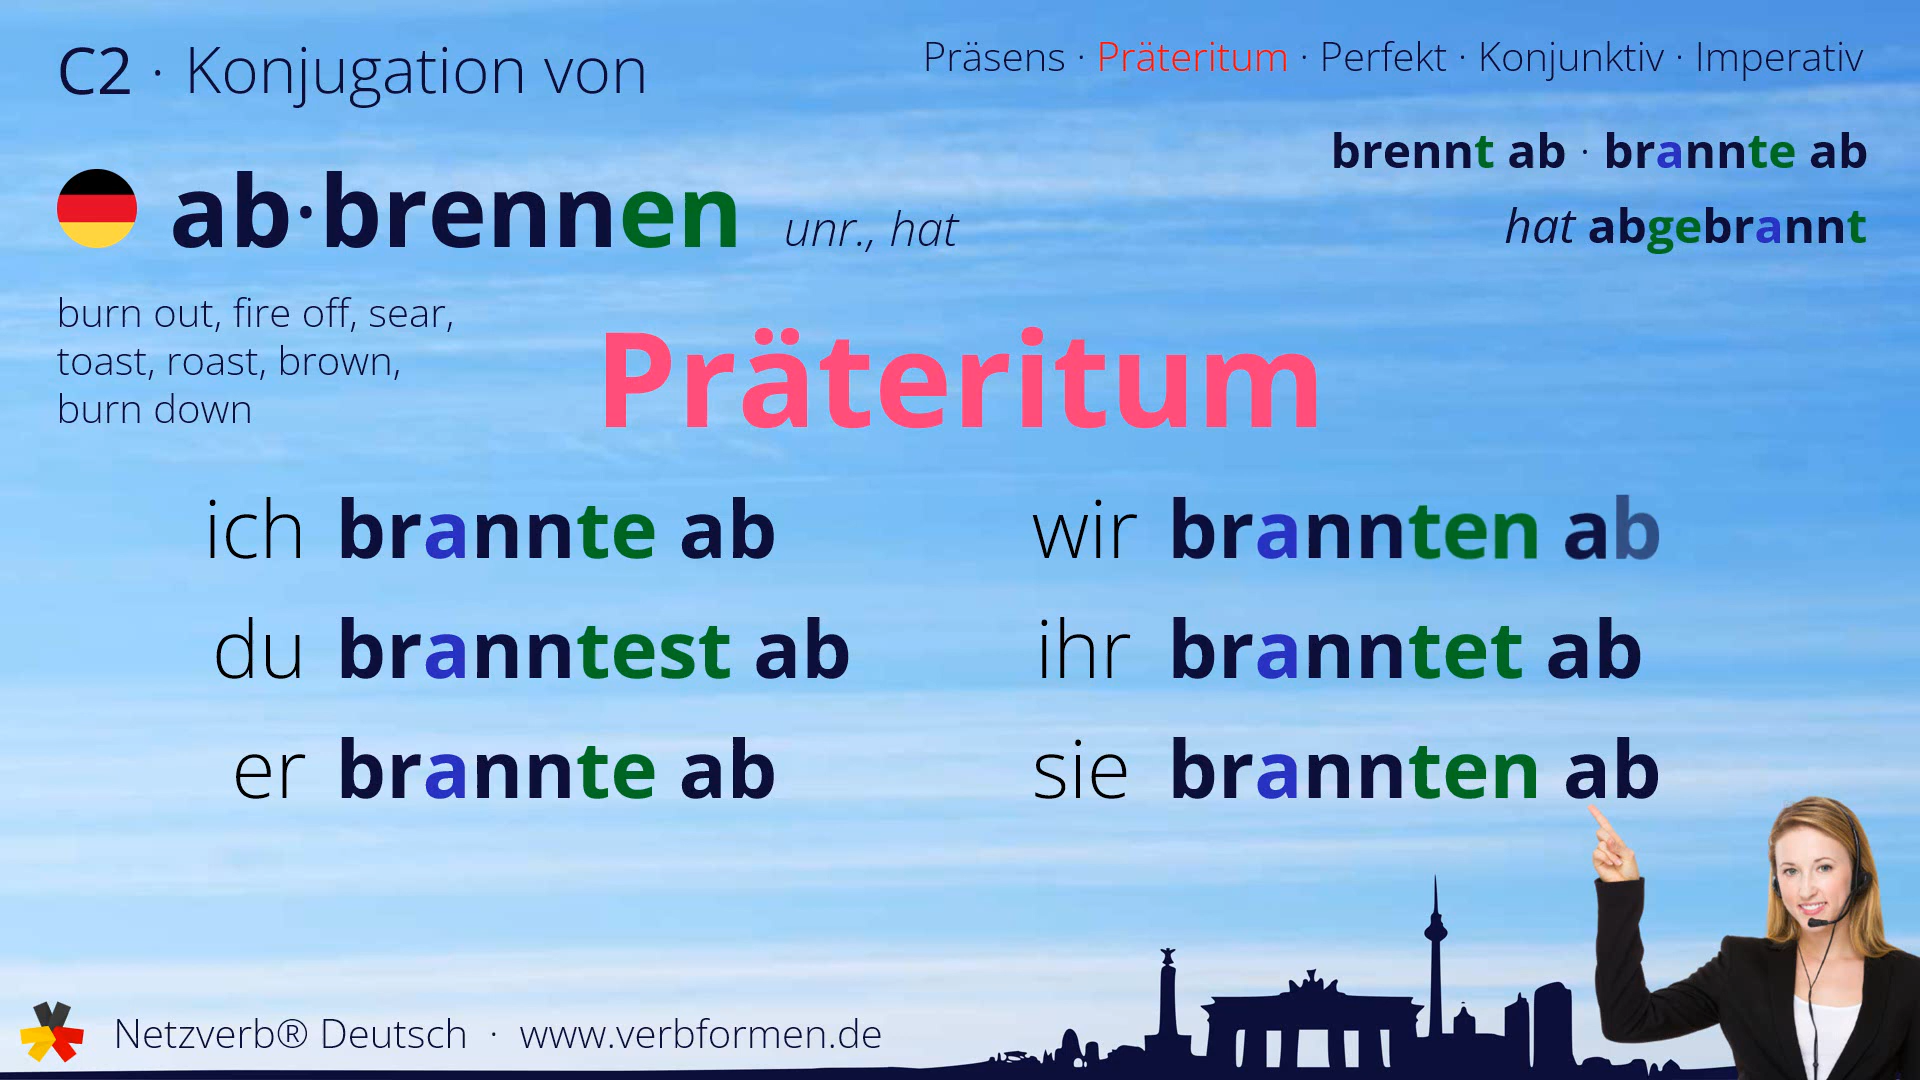 C2 · Konjugation von
Präsens · Präteritum · Perfekt · Konjunktiv · Imperativ
ab·brennen unr., hat
brennt ab · brannte ab
hat abgebrannt
burn out, fire off, sear,
toast, roast, brown,
burn down
Präteritum
ich brannte ab
du branntest ab
er brannte ab
wir brannten ab
ihr branntet ab
sie brannten ab
Netzverb® Deutsch · www.verbformen.de